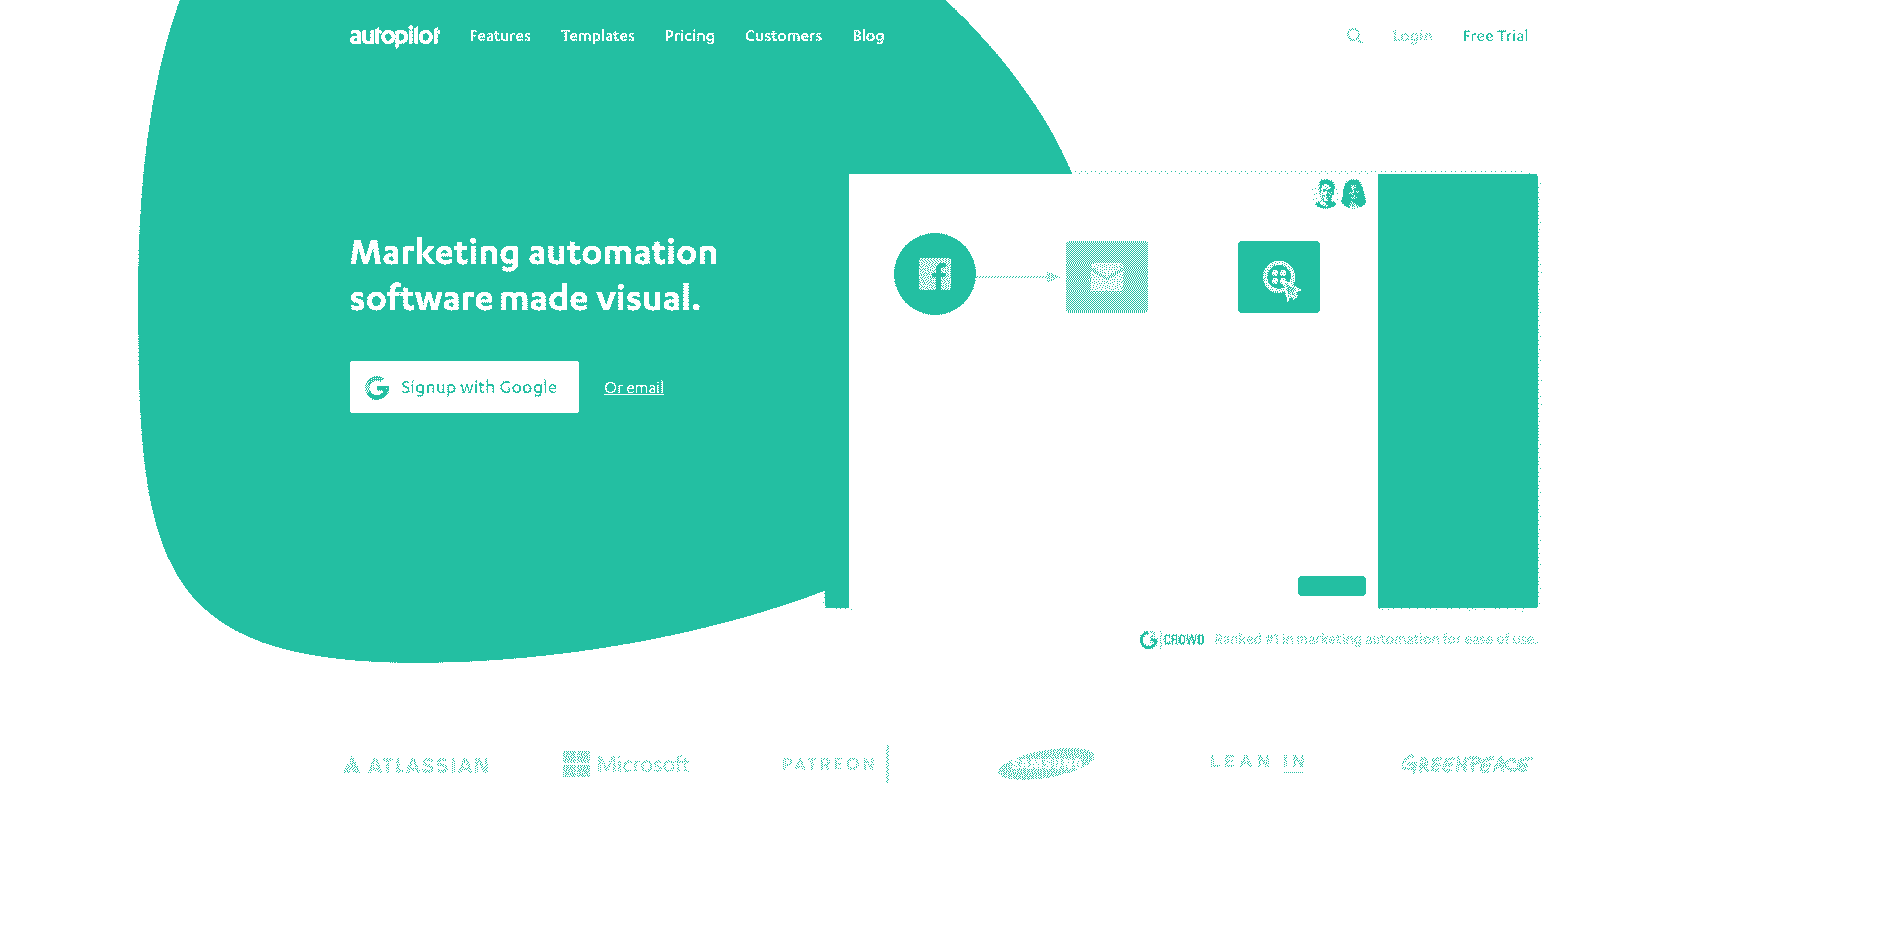 autopilot Features Templates Pricing Customers Blog Login Free Trial
Marketing automation
software made visual.
Signup with Google Or email
CROWD Ranked #1 in marketing automation for ease of use.
ATLASSIAN Microsoft PATREON LEAN IN GREENPEACE